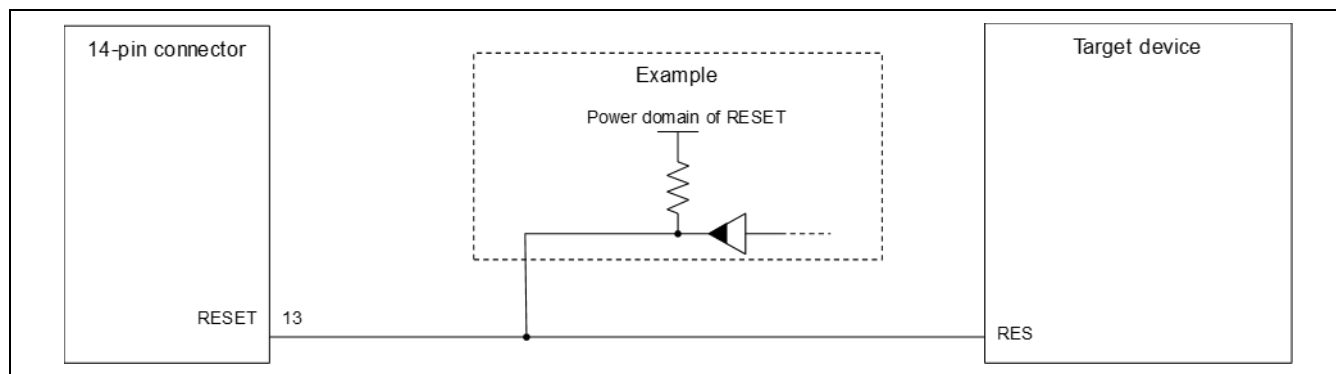 14-pin connector
Target device
Example
Power domain of RESET
RESET 13
RES